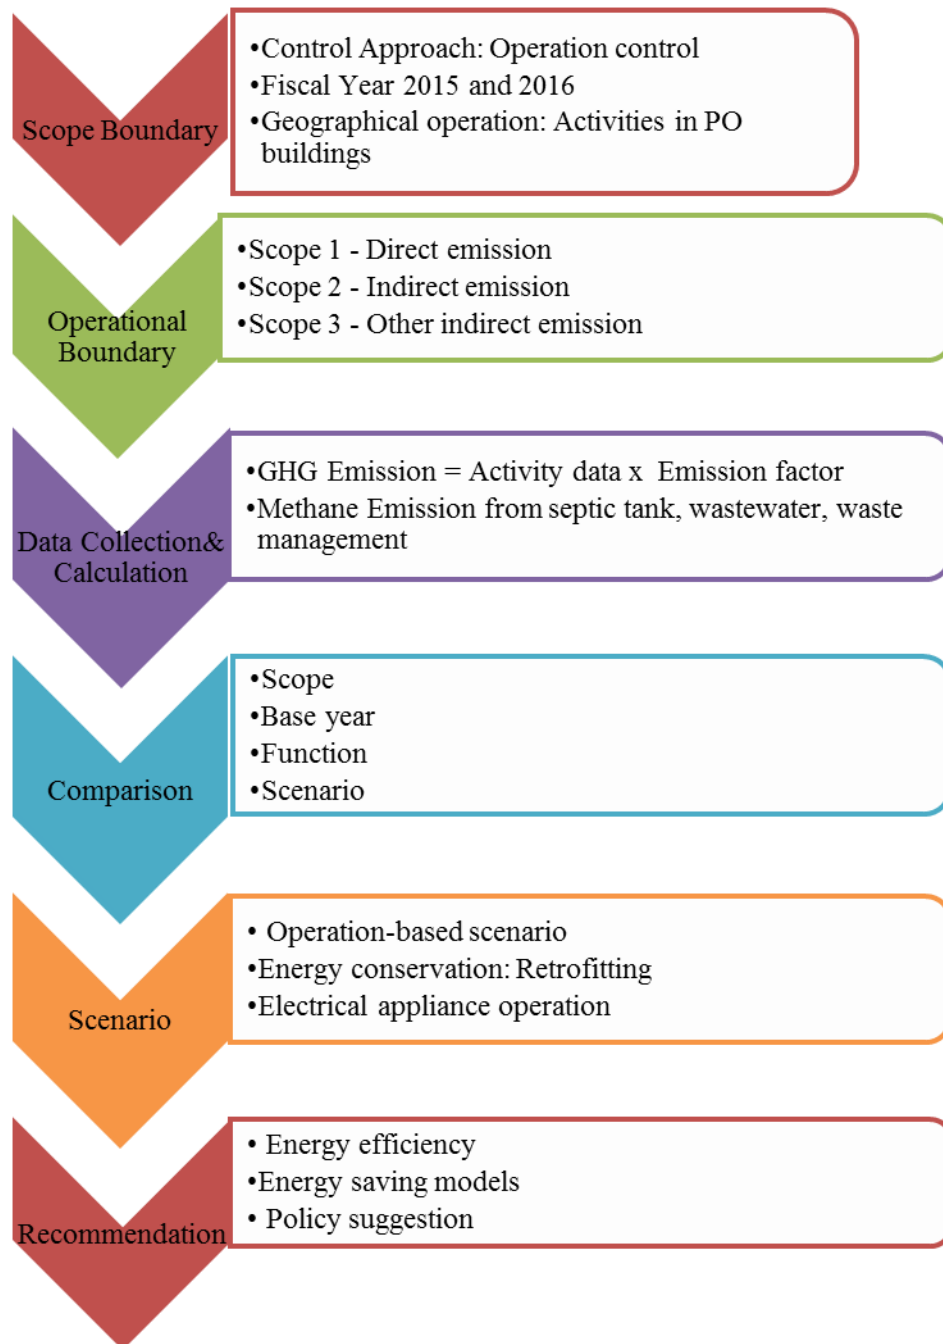 Scope Boundary
•Control Approach: Operation control
•Fiscal Year 2015 and 2016
•Geographical operation: Activities in PO
buildings
Operational
Boundary
•Scope 1 - Direct emission
•Scope 2 - Indirect emission
•Scope 3 - Other indirect emission
Data Collection&
Calculation
•GHG Emission = Activity data x Emission factor
•Methane Emission from septic tank, wastewater, waste
management
Comparison
•Scope
•Base year
•Function
•Scenario
Scenario
• Operation-based scenario
•Energy conservation: Retrofitting
•Electrical appliance operation
Recommendation
• Energy efficiency
•Energy saving models
• Policy suggestion